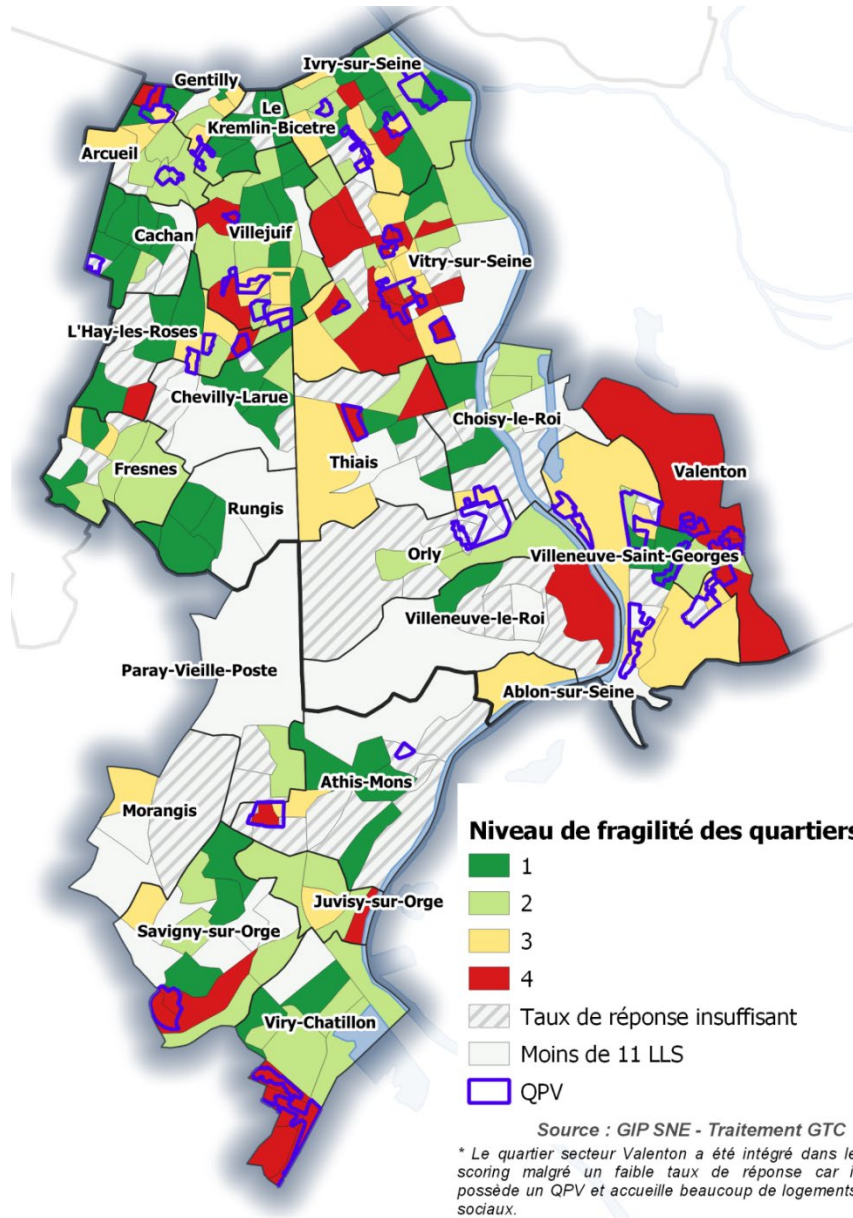 Ivry-sur-Seine
Gentilly
Le
Kremlin-Bicetre
Arcueil
Cachan
Villejuif
Vitry-sur-Seine
L'Hay-les-Roses
Chevilly-Larue
Choisy-le-Roi
Thiais
Valenton
Fresnes
Rungis
Orly
Villeneuve-Saint-Georges
Villeneuve-le-Roi
Paray-Vieille-Poste
Ablon-sur-Seine
Athis-Mons
Morangis
Juvisy-sur-Orge
Savigny-sur-Orge
Viry-Chatillon
Niveau de fragilité des quartiers
1
2
3
4
Taux de réponse insuffisant
Moins de 11 LLS
QPV
Source : GIP SNE - Traitement GTC
* Le quartier secteur Valenton a été intégré dans le
scoring malgré un faible taux de réponse car i
possède un QPV et accueille beaucoup de logements
sociaux.